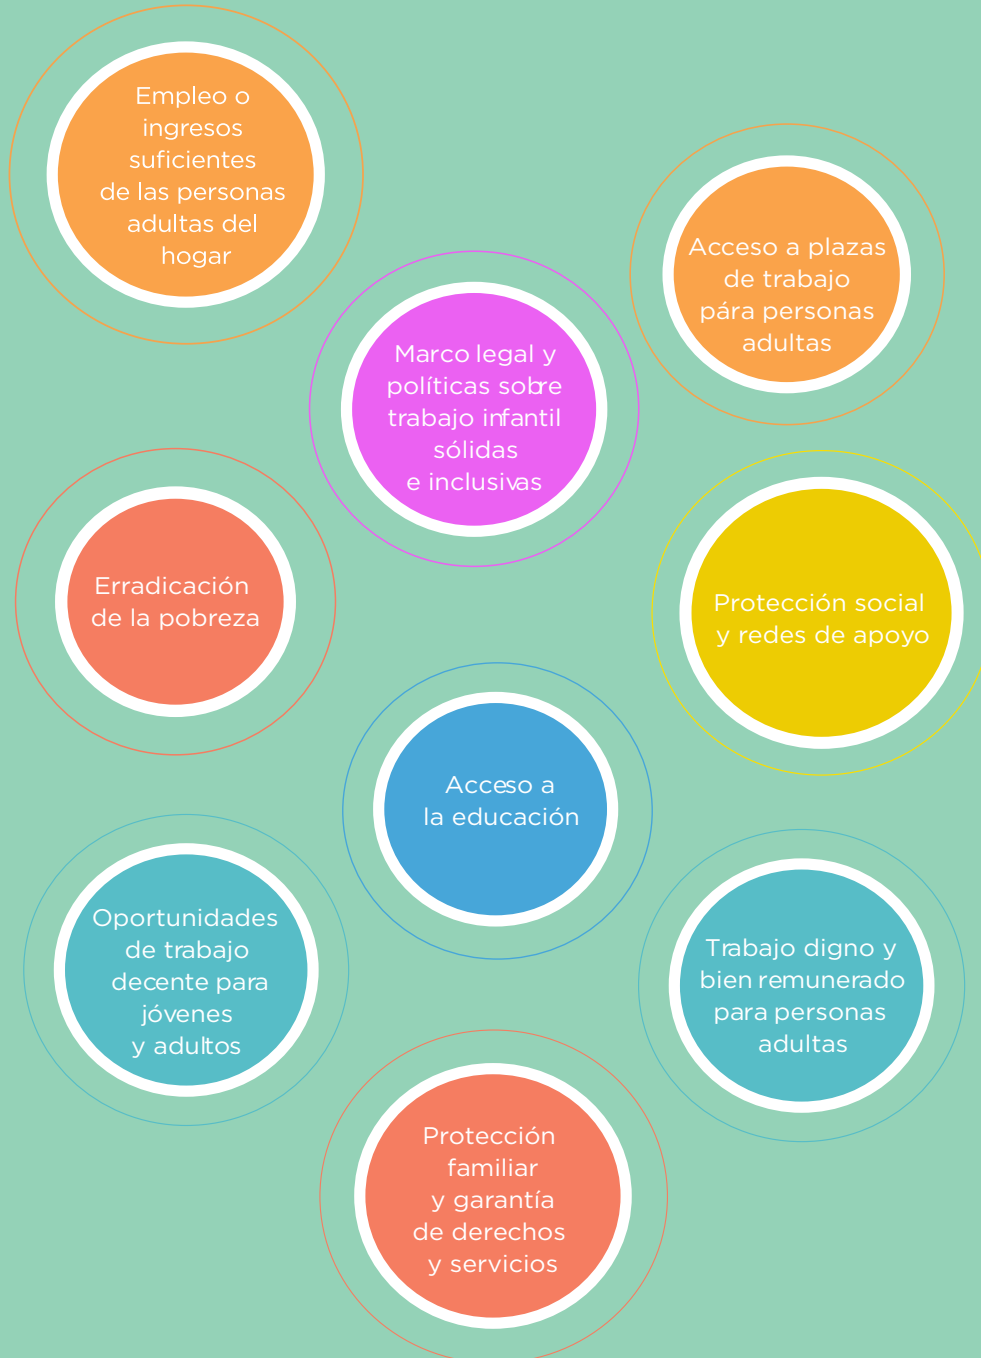 Empleo o
ingresos
suficientes
de las personas
adultas del
hogar
Acceso a plazas
de trabajo
pára personas
adultas
Marco legal y
políticas sobre
trabajo infantil
sólidas
e inclusivas
Erradicación
de la pobreza
Protección social
y redes de apoyo
Acceso a
la educación
Oportunidades
de trabajo
decente para
jóvenes
y adultos
Trabajo digno y
bien remunerado
para personas
adultas
Protección
familiar
y garantía
de derechos
y servicios